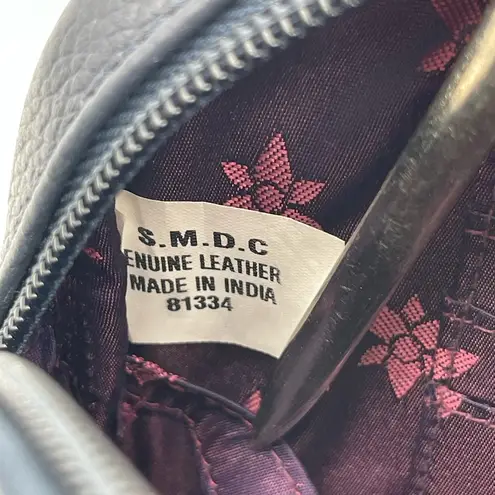 S.M.D.C
ENUINE LEATHER
MADE IN INDIA
81334